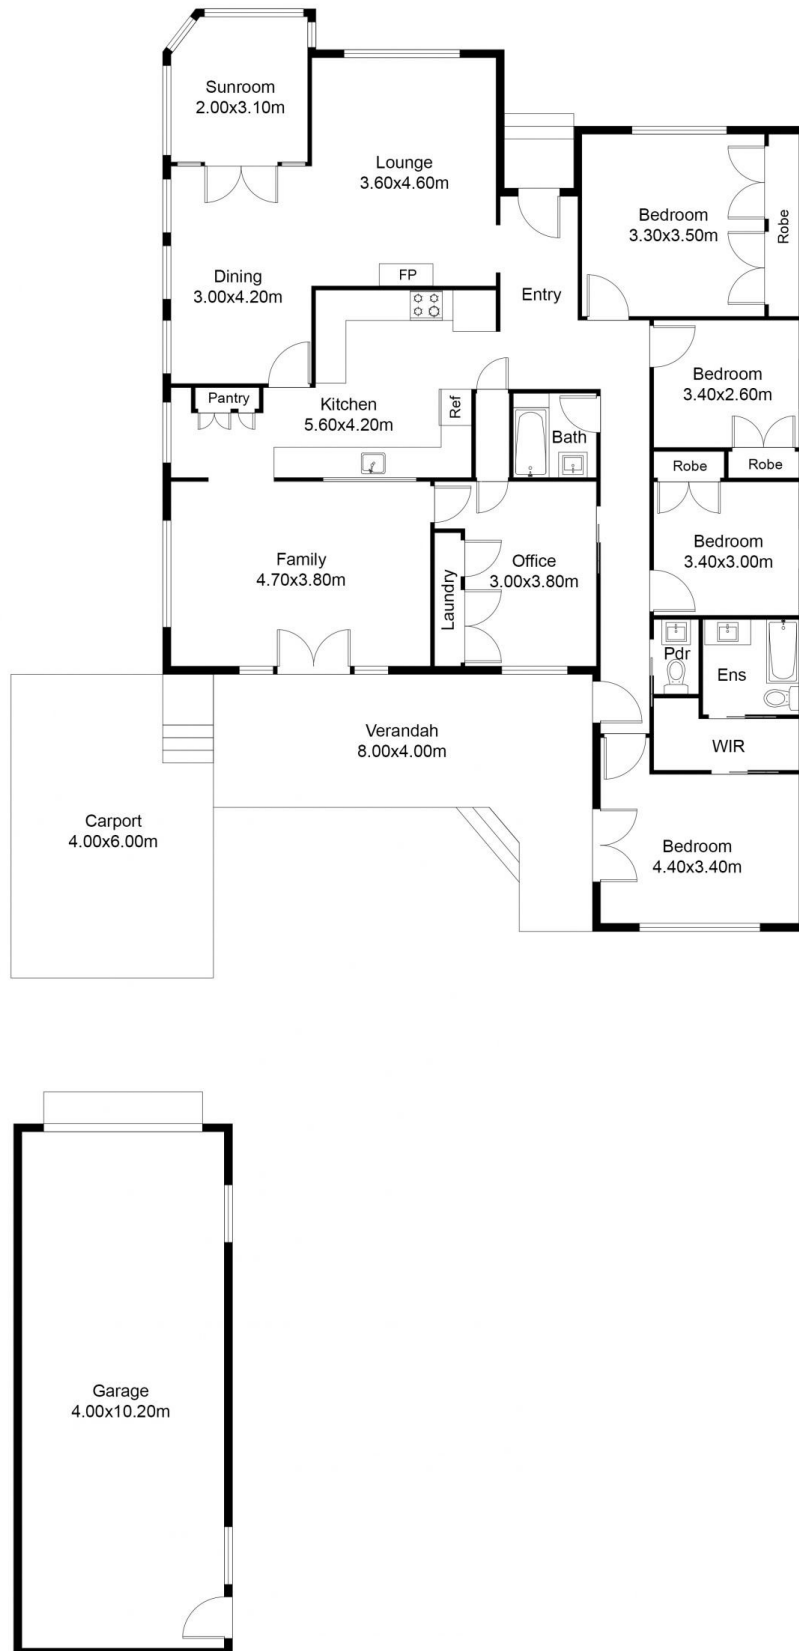 Sunroom
2.00x3.10m
Lounge
3.60x4.60m
Bedroom
3.30x3.50m
Robe
Dining
3.00x4.20m
FP
Entry
Bedroom
3.40x2.60m
Pantry
Kitchen
5.60x4.20m
Ref
Bath
Robe
Robe
Family
4.70x3.80m
Laundry
Office
3.00x3.80m
Bedroom
3.40x3.00m
Pdr
Ens
Verandah
8.00x4.00m
WIR
Carport
4.00x6.00m
Bedroom
4.40x3.40m
Garage
4.00x10.20m